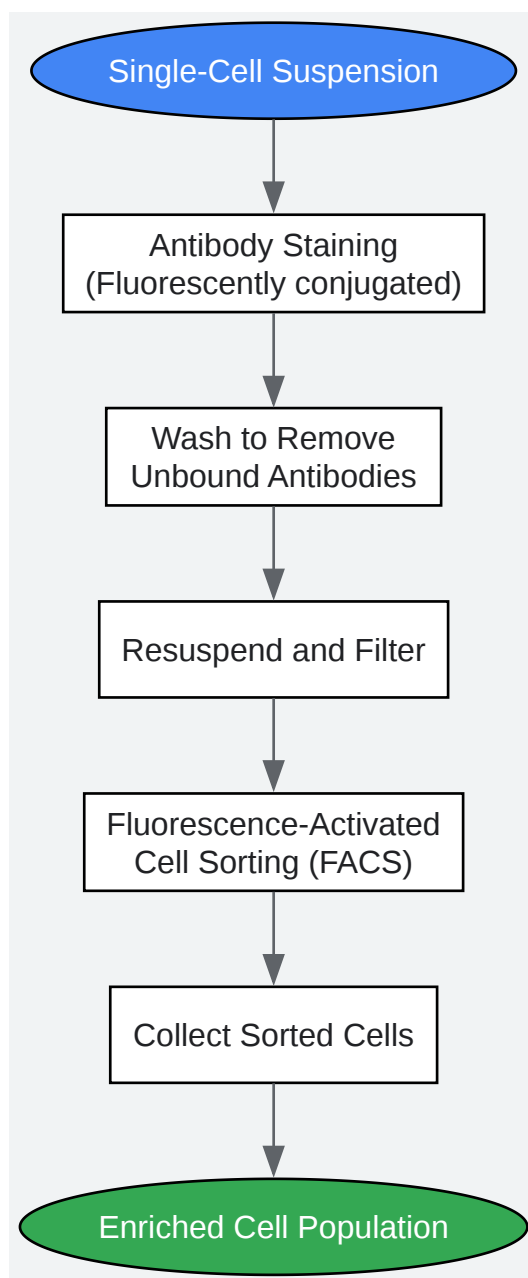 Single-Cell Suspension
Antibody Staining
(Fluorescently conjugated)
Wash to Remove
Unbound Antibodies
Resuspend and Filter
Fluorescence-Activated
Cell Sorting (FACS)
Collect Sorted Cells
Enriched Cell Population